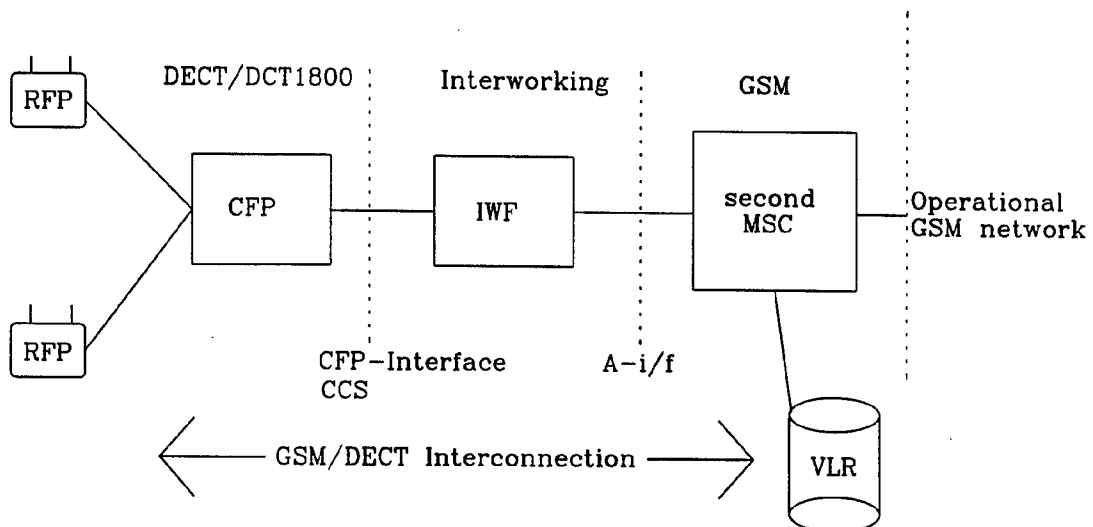 DECT/DCT1800
Interworking
GSM
RFP
CFP
IWF
second
MSC
Operational
GSM network
RFP
CFP-Interface
CCS
A-i/f
GSM/DECT Interconnection
VLR